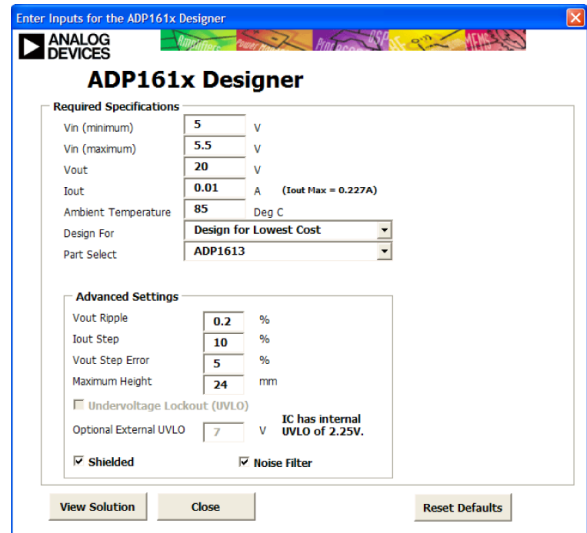 Enter Inputs for the ADP161x Designer
ANALOG
DEVICES
ADP161x Designer
Required Specifications
Vin (minimum) 5 V
Vin (maximum) 5.5 V
Vout 20 V
Iout 0.01 A (Iout Max = 0.227A)
Ambient Temperature 85 Deg C
Design For Design for Lowest Cost
Part Select ADP1613
Advanced Settings
Vout Ripple 0.2 %
Iout Step 10 %
Vout Step Error 5 %
Maximum Height 24 mm
Undervoltage Lockout (UVLO)
Optional External UVLO 7 V IC has internal
UVLO of 2.25V.
Shielded Noise Filter
View Solution Close Reset Defaults